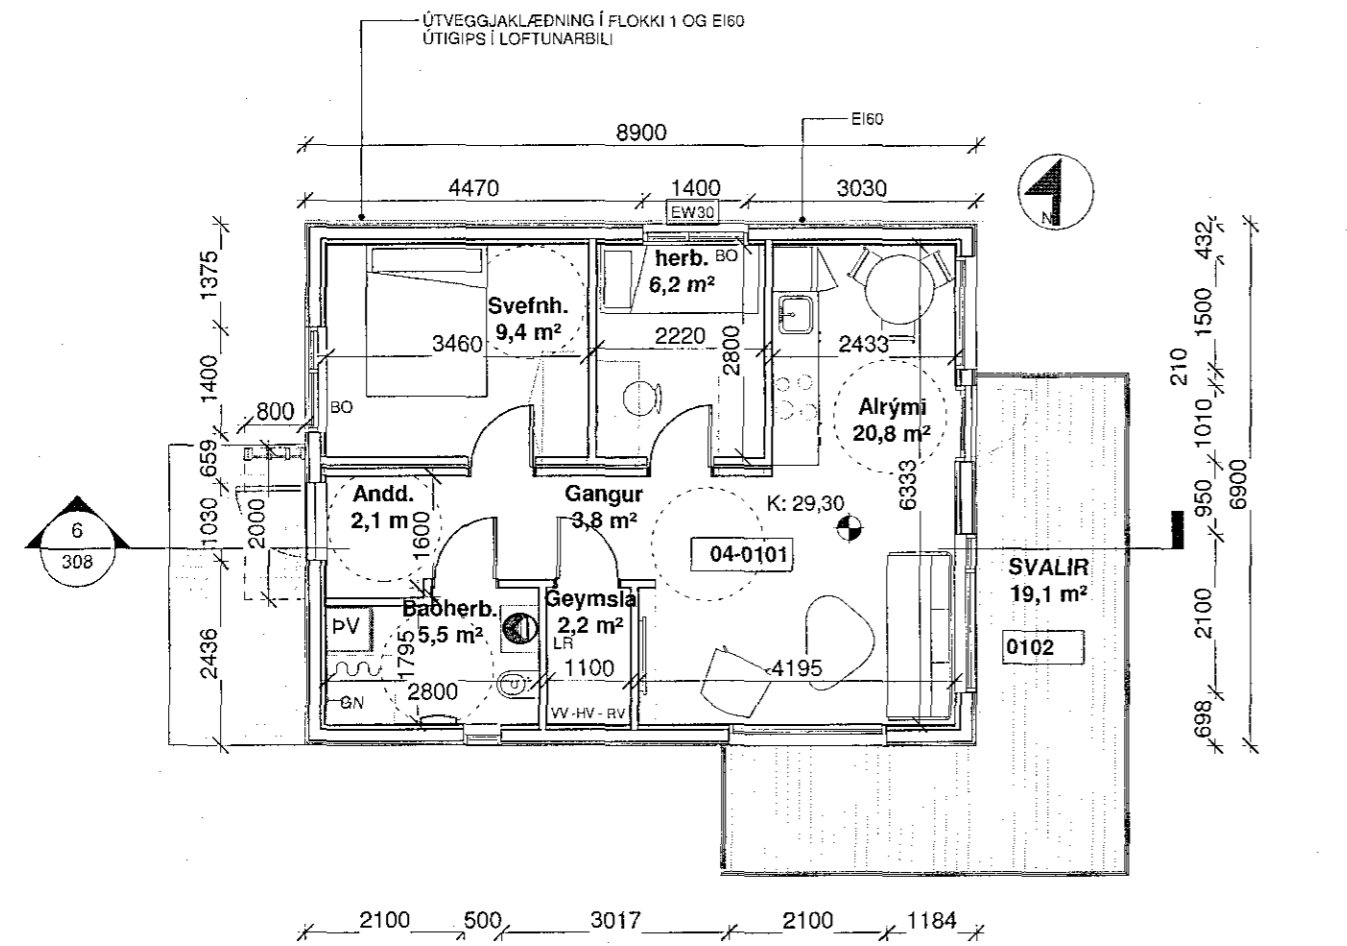 ÚTVEGGJAKLÆÐNING Í FLOKKI 1 OG EI60
ÚTIGIPS Í LOFTUNARBILI
EI60
8900
4470
1400
3030
EW30
N
432
1375
1400
800
659
1030
2000
2436
6
308
Svefnh.
9,4 m²
3460
BO
herb.
BO
6,2 m²
2220
2800
2433
Alrými
20,8 m²
6333
1500
210
1010
950
6900
2100
698
Andd.
2,1 m
1600
Gangur
3,8 m²
K: 29,30
04-0101
SVALIR
19,1 m²
0102
Baðherb.
5,5 m²
ÞV
1795
2800
GN
Geymsla
2,2 m²
LR
1100
VV - HV - RV
4195
2100
500
3017
2100
1184